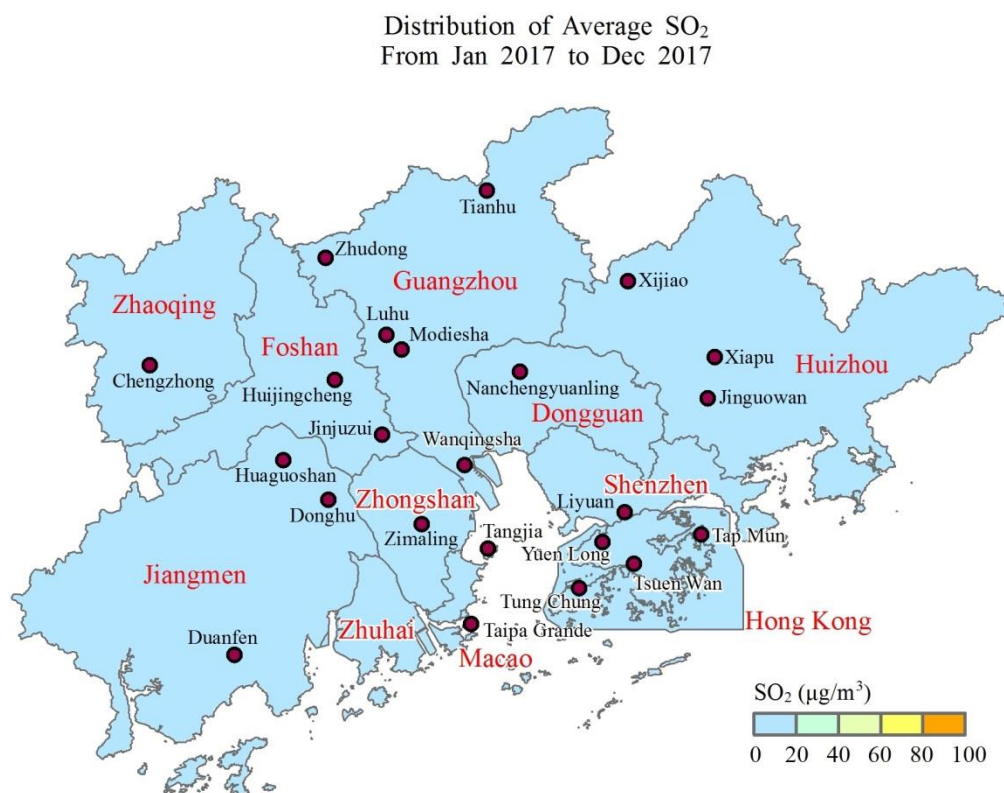 Distribution of Average SO₂
From Jan 2017 to Dec 2017
Tianhu
Zhudong
Guangzhou
Xijiao
Zhaoqing
Luhu
Modiesha
Foshan
Xiapu
Huizhou
Chengzhong
Huijingcheng
Nanchengyuanling
Jinguowan
Dongguan
Jinjuzui
Wanqingsha
Huaguoshan
Shenzhen
Zhongshan
Liyuan
Donghu
Zimaling
Tangjia
Yuen Long
Tap Mun
Jiangmen
Tsuen Wan
Tung Chung
Hong Kong
Duanfen
Zhuhai
Taipa Grande
Macao
SO₂ (µg/m³)
0 20 40 60 80 100